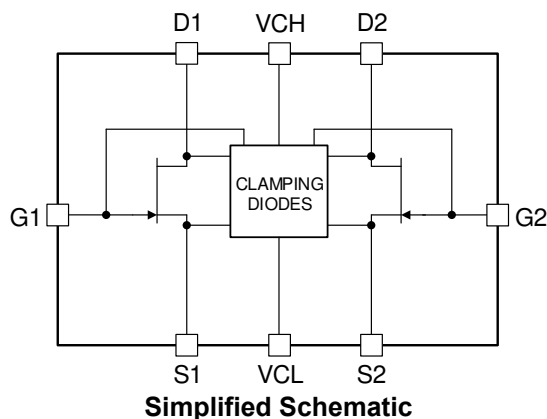 D1 VCH D2
CLAMPING
DIODES
G1 G2
S1 VCL S2
Simplified Schematic